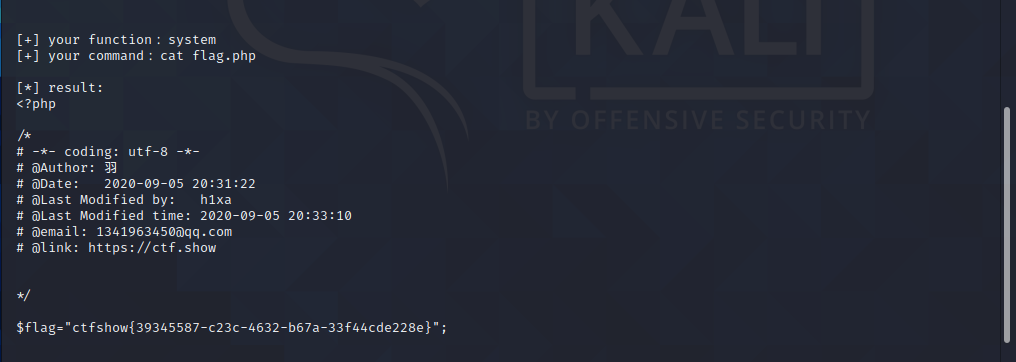 KALI
BY OFFENSIVE SECURITY
[+] your function：system
[+] your command：cat flag.php
[*] result:
<?php
/*
# -*- coding: utf-8 -*-
# @Author: 羽
# @Date:   2020-09-05 20:31:22
# @Last Modified by:   h1xa
# @Last Modified time: 2020-09-05 20:33:10
# @email: 1341963450@qq.com
# @link: https://ctf.show
*/
$flag="ctfshow{39345587-c23c-4632-b67a-33f44cde228e}";